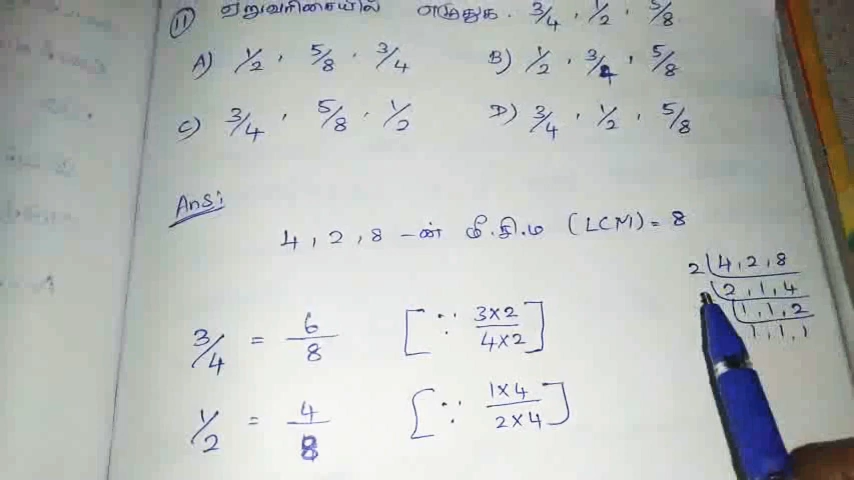 11) ஏறுவரிசையில் எழுதுக. 3/4, 1/2, 5/8
A) 1/2, 5/8, 3/4 B) 1/2, 3/4, 5/8
C) 3/4, 5/8, 1/2 D) 3/4, 1/2, 5/8
Ans:
4, 2, 8 -ன் மீ.சி.ம (LCM) = 8
2 | 4, 2, 8
2, 1, 4
1, 1, 2
1, 1, 1
3/4 = 6/8 [∵ 3×2/4×2]
1/2 = 4/8 [∵ 1×4/2×4]